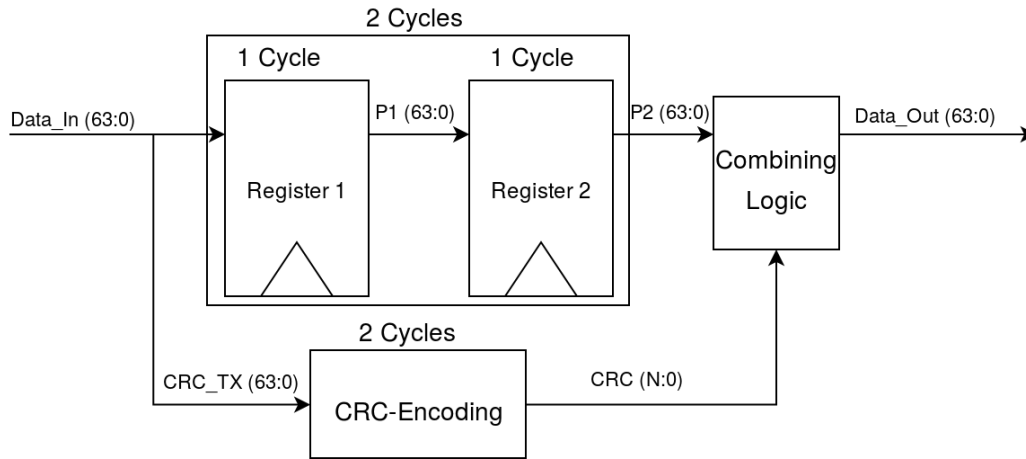 2 Cycles
1 Cycle
1 Cycle
Data_In (63:0)
P1 (63:0)
P2 (63:0)
Data_Out (63:0)
Register 1
Register 2
Combining
Logic
2 Cycles
CRC_TX (63:0)
CRC-Encoding
CRC (N:0)